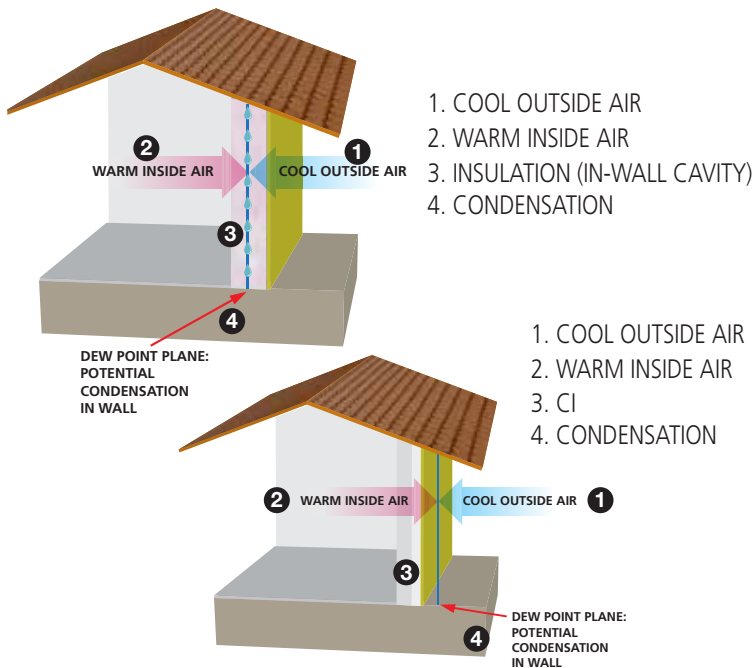 1. COOL OUTSIDE AIR
2. WARM INSIDE AIR
3. INSULATION (IN-WALL CAVITY)
4. CONDENSATION
2
1
WARM INSIDE AIR
COOL OUTSIDE AIR
3
4
DEW POINT PLANE:
POTENTIAL
CONDENSATION
IN WALL
1. COOL OUTSIDE AIR
2. WARM INSIDE AIR
3. CI
4. CONDENSATION
2
WARM INSIDE AIR
COOL OUTSIDE AIR
1
3
4
DEW POINT PLANE:
POTENTIAL
CONDENSATION
IN WALL